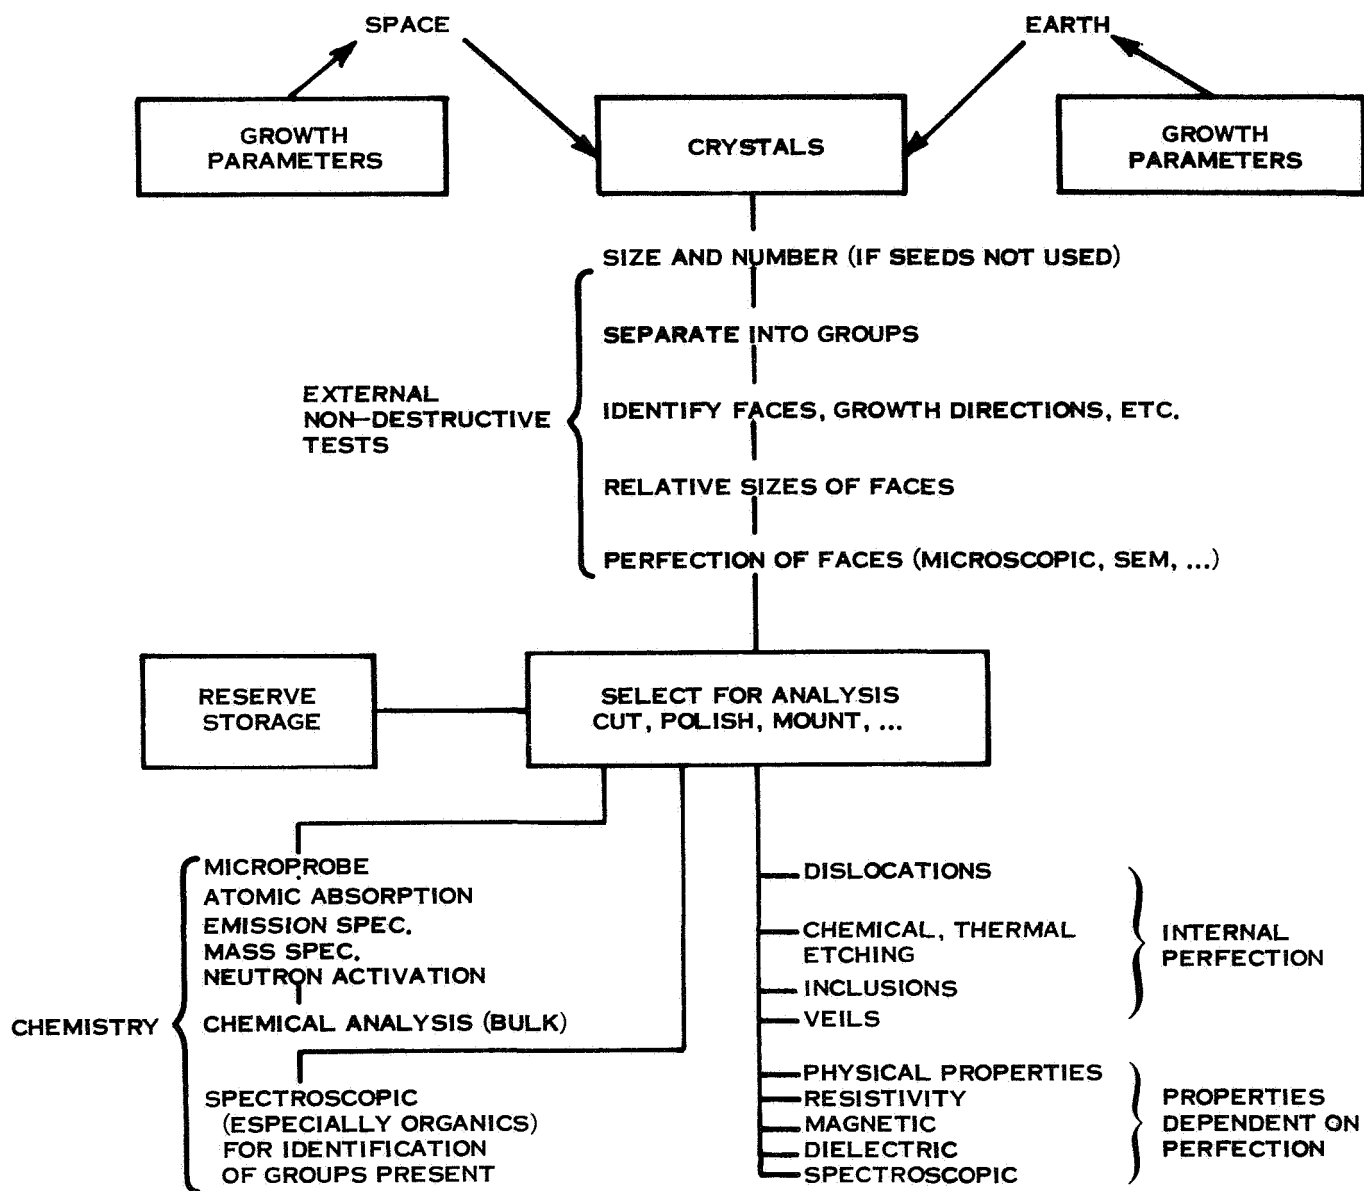 SPACE
EARTH
GROWTH
PARAMETERS
CRYSTALS
GROWTH
PARAMETERS
SIZE AND NUMBER (IF SEEDS NOT USED)
SEPARATE INTO GROUPS
EXTERNAL
NON-DESTRUCTIVE
TESTS
IDENTIFY FACES, GROWTH DIRECTIONS, ETC.
RELATIVE SIZES OF FACES
PERFECTION OF FACES (MICROSCOPIC, SEM, ...)
RESERVE
STORAGE
SELECT FOR ANALYSIS
CUT, POLISH, MOUNT, ...
CHEMISTRY
MICROPROBE
ATOMIC ABSORPTION
EMISSION SPEC.
MASS SPEC.
NEUTRON ACTIVATION
CHEMICAL ANALYSIS (BULK)
SPECTROSCOPIC
(ESPECIALLY ORGANICS)
FOR IDENTIFICATION
OF GROUPS PRESENT
DISLOCATIONS
CHEMICAL, THERMAL
ETCHING
INCLUSIONS
VEILS
INTERNAL
PERFECTION
PHYSICAL PROPERTIES
RESISTIVITY
MAGNETIC
DIELECTRIC
SPECTROSCOPIC
PROPERTIES
DEPENDENT ON
PERFECTION